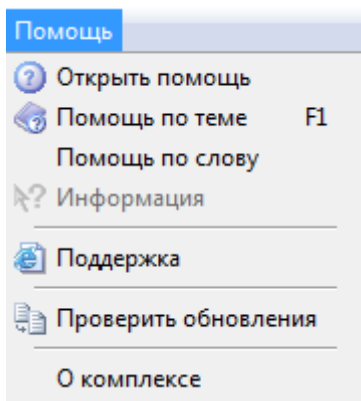 Помощь
Открыть помощь
Помощь по теме F1
Помощь по слову
Информация
Поддержка
Проверить обновления
О комплексе